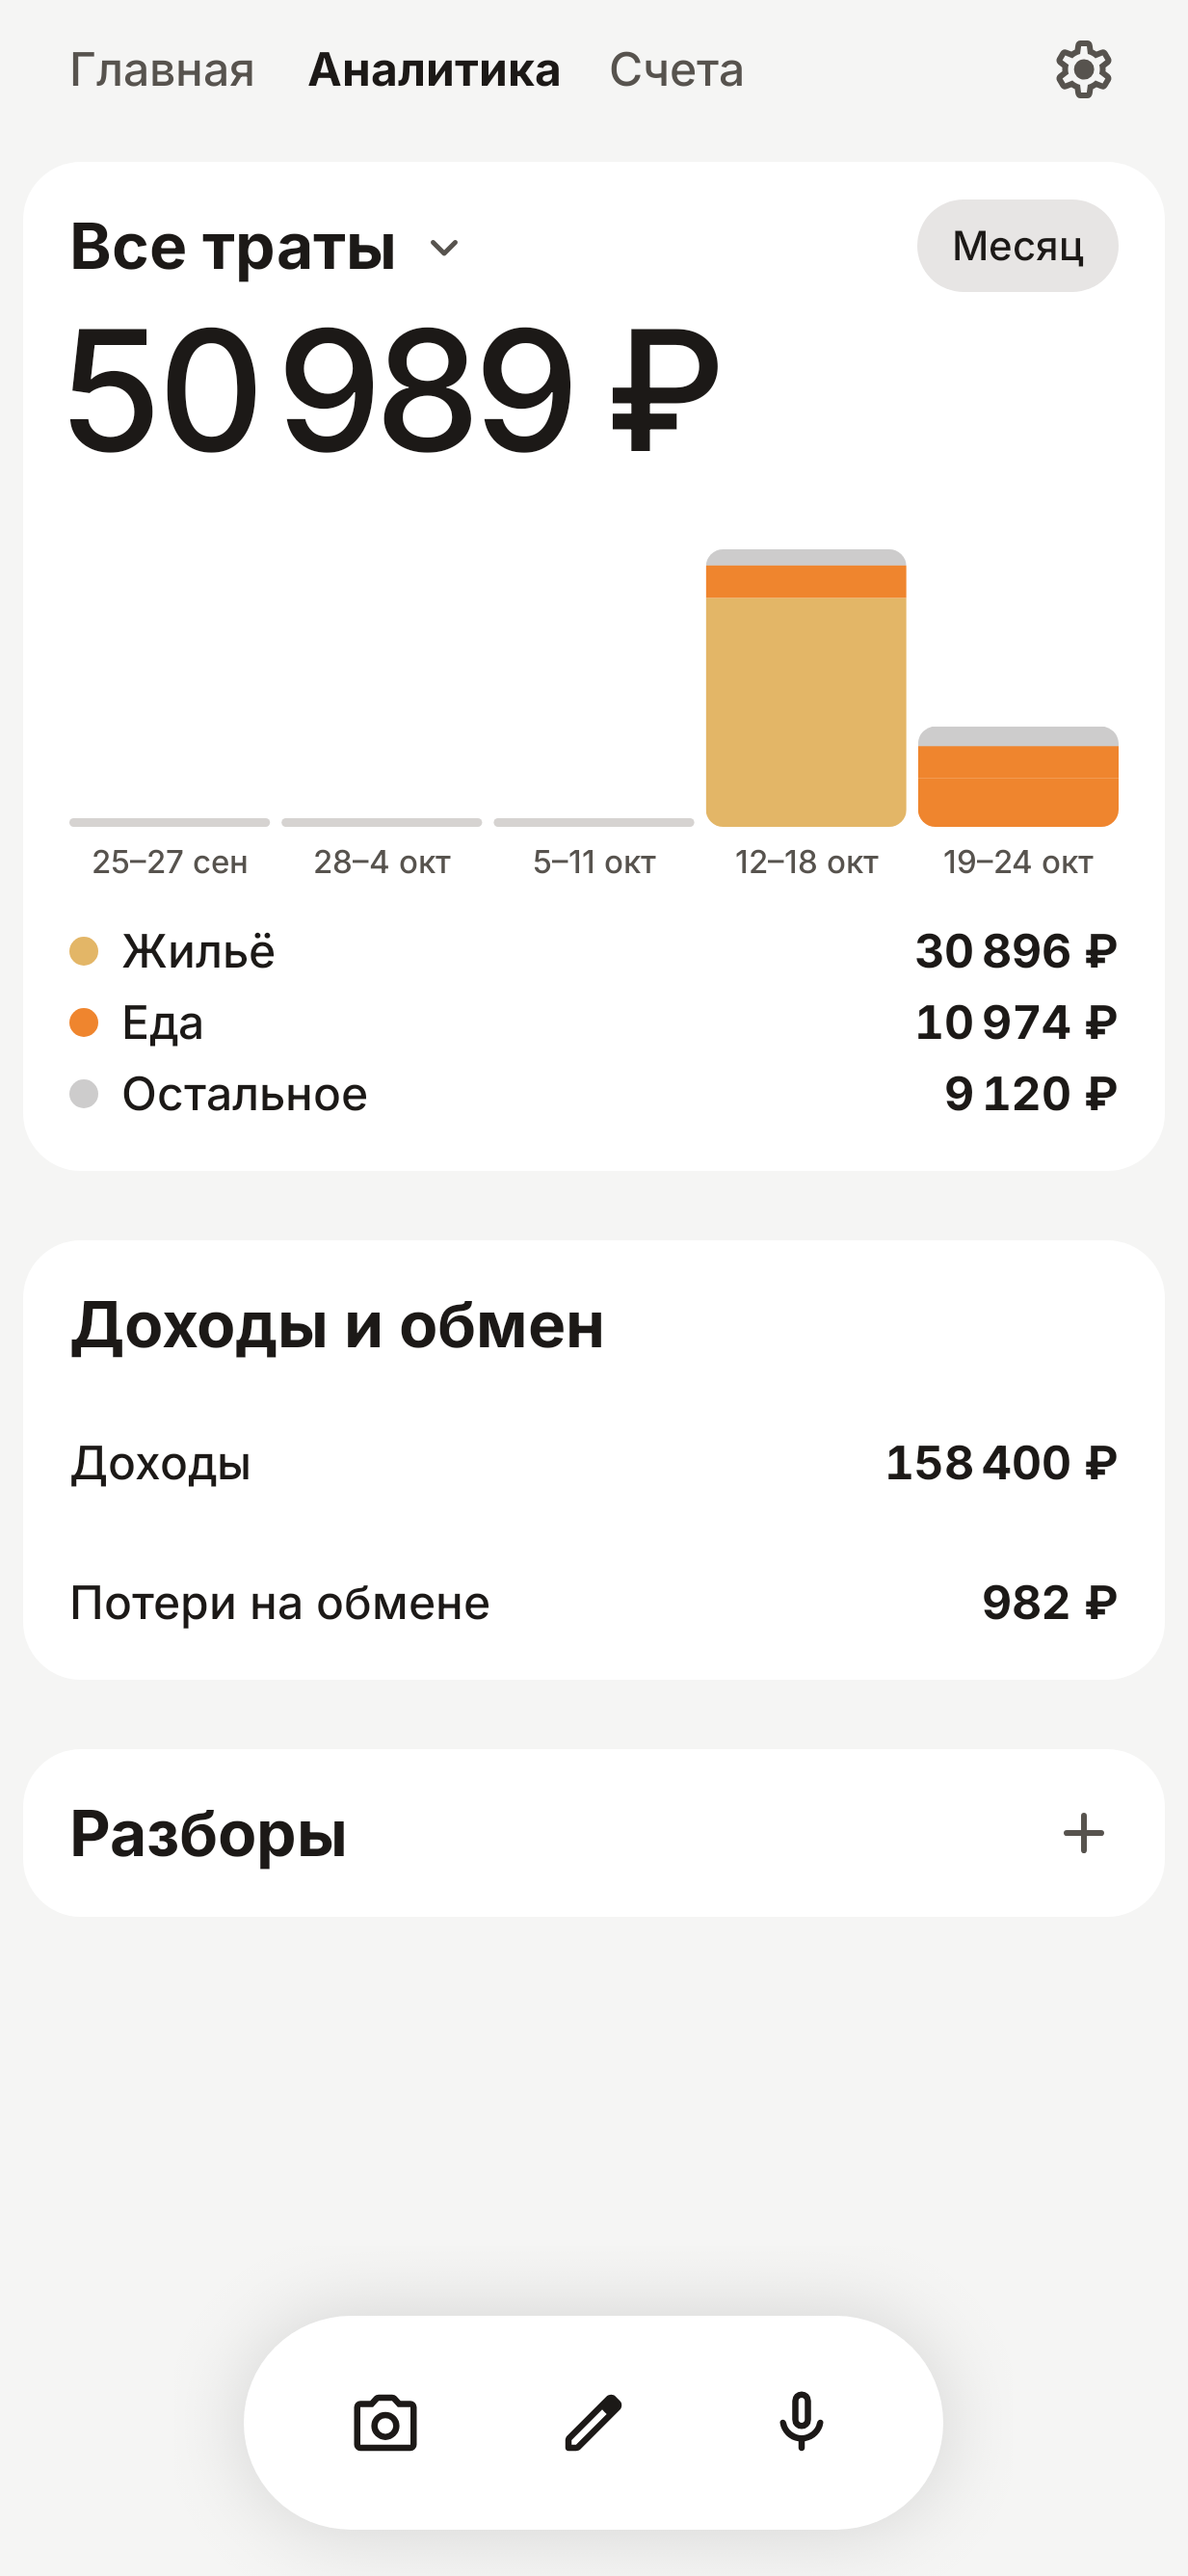 Главная Аналитика Счета
Все траты Месяц
50 989 ₽
25–27 сен 28–4 окт 5–11 окт 12–18 окт 19–24 окт
Жильё 30 896 ₽
Еда 10 974 ₽
Остальное 9 120 ₽
Доходы и обмен
Доходы 158 400 ₽
Потери на обмене 982 ₽
Разборы